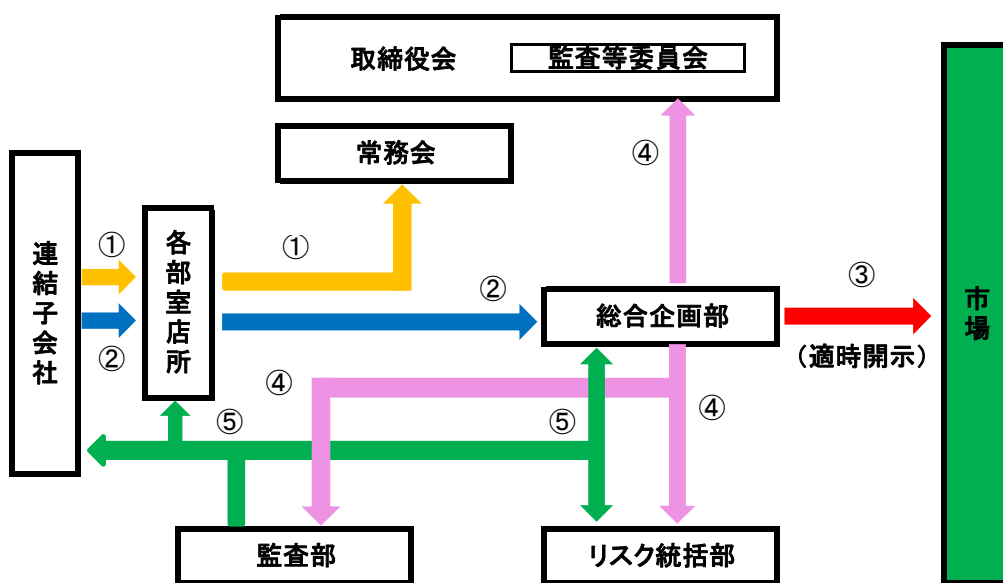 取締役会
監査等委員会
常務会
④
連結子会社
①
各部室店所
①
②
②
総合企画部
③
(適時開示)
市場
④
④
⑤
⑤
監査部
リスク統括部